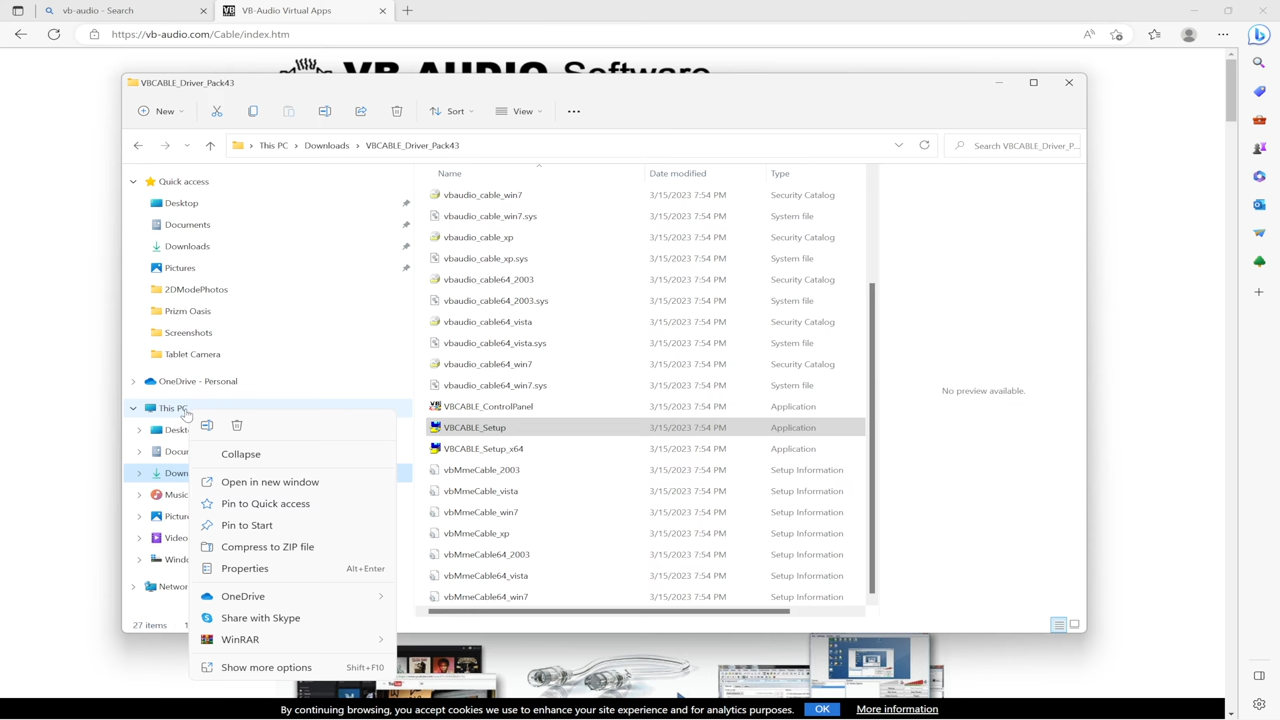 vb-audio - Search
VB-Audio Virtual Apps
https://vb-audio.com/Cable/index.htm
VB-AUDIO Software
VBCABLE_Driver_Pack43
New
Sort
View
This PC > Downloads > VBCABLE_Driver_Pack43
Search VBCABLE_Driver_P...
Name Date modified Type
Quick access
Desktop
Documents
Downloads
Pictures
2DModePhotos
Prizm Oasis
Screenshots
Tablet Camera
OneDrive - Personal
This PC
Deskt
Docur
Down
Music
Picture
Video
Windo
Networ
27 items
vbaudio_cable_win7 3/15/2023 7:54 PM Security Catalog
vbaudio_cable_win7.sys 3/15/2023 7:54 PM System file
vbaudio_cable_xp 3/15/2023 7:54 PM Security Catalog
vbaudio_cable_xp.sys 3/15/2023 7:54 PM System file
vbaudio_cable64_2003 3/15/2023 7:54 PM Security Catalog
vbaudio_cable64_2003.sys 3/15/2023 7:54 PM System file
vbaudio_cable64_vista 3/15/2023 7:54 PM Security Catalog
vbaudio_cable64_vista.sys 3/15/2023 7:54 PM System file
vbaudio_cable64_win7 3/15/2023 7:54 PM Security Catalog
vbaudio_cable64_win7.sys 3/15/2023 7:54 PM System file
VBCABLE_ControlPanel 3/15/2023 7:54 PM Application
VBCABLE_Setup 3/15/2023 7:54 PM Application
VBCABLE_Setup_x64 3/15/2023 7:54 PM Application
vbMmeCable_2003 3/15/2023 7:54 PM Setup Information
vbMmeCable_vista 3/15/2023 7:54 PM Setup Information
vbMmeCable_win7 3/15/2023 7:54 PM Setup Information
vbMmeCable_xp 3/15/2023 7:54 PM Setup Information
vbMmeCable64_2003 3/15/2023 7:54 PM Setup Information
vbMmeCable64_vista 3/15/2023 7:54 PM Setup Information
vbMmeCable64_win7 3/15/2023 7:54 PM Setup Information
No preview available.
Collapse
Open in new window
Pin to Quick access
Pin to Start
Compress to ZIP file
Properties Alt+Enter
OneDrive
Share with Skype
WinRAR
Show more options Shift+F10
By continuing browsing, you accept cookies we use to enhance your site experience and for analytics purposes. OK More information